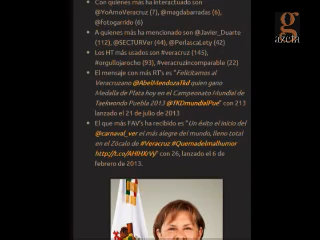 Con quienes más ha interactuado son
@YoAmoVeracruz (7), @magdabarradas (6),
@fotogarrido (6)
A quienes más ha mencionado son @Javier_Duarte
(112), @SECTURVer (44), @PerlascaLety (42)
Los HT más usados #veracruz (145),
#orgullojarocho (93), #veracruzincomparable (22)
El mensaje con más RT's es "Felicitamos al
Veracruzano @AbelMendozaTkd quien gano
Medalla de Plata hoy en el Campeonato Mundial de
Taekwondo Puebla 2013 @TKDmundialPue" con 213
lanzado el 21 de julio de 2013
El que más FAV's ha recibido es "Un éxito el inicio del
@carnaval_ver el más alegre del mundo, lleno total
en el Zócalo de #Veracruz #Quemadelmalhumor
" con 26, lanzado el 6 de
febrero de 2013.
g